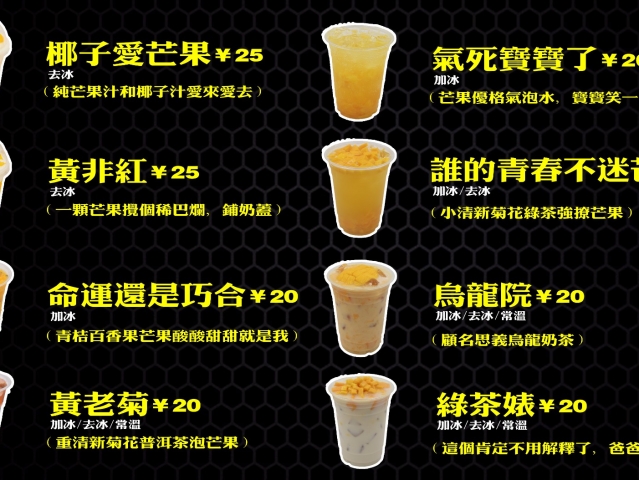 椰子愛芒果 ¥25
去冰
（純芒果汁和椰子汁愛來愛去）
黃非紅 ¥25
去冰
（一顆芒果攪個稀巴爛，鋪奶蓋）
命運還是巧合 ¥20
加冰
（青桔百香果芒果酸酸甜甜就是我）
黃老菊 ¥20
加冰/去冰/常溫
（重清新菊花普洱茶泡芒果）
氣死寶寶了 ¥20
加冰
（芒果優格氣泡水，寶寶笑一
誰的青春不迷芒
加冰/去冰
（小清新菊花綠茶強撩芒果）
烏龍院 ¥20
加冰/去冰/常溫
（顧名思義烏龍奶茶）
綠茶婊 ¥20
加冰/去冰/常溫
（這個肯定不用解釋了，爸爸